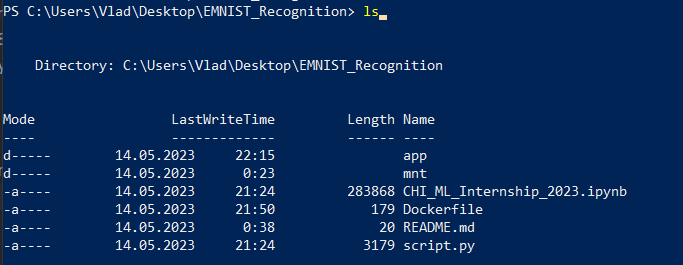 PS C:\Users\Vlad\Desktop\EMNIST_Recognition> ls
Directory: C:\Users\Vlad\Desktop\EMNIST_Recognition
Mode LastWriteTime Length Name
---- ------------- ------ ----
d----- 14.05.2023 22:15 app
d----- 14.05.2023 0:23 mnt
-a---- 14.05.2023 21:24 283868 CHI_ML_Internship_2023.ipynb
-a---- 14.05.2023 21:50 179 Dockerfile
-a---- 14.05.2023 0:38 20 README.md
-a---- 14.05.2023 21:24 3179 script.py